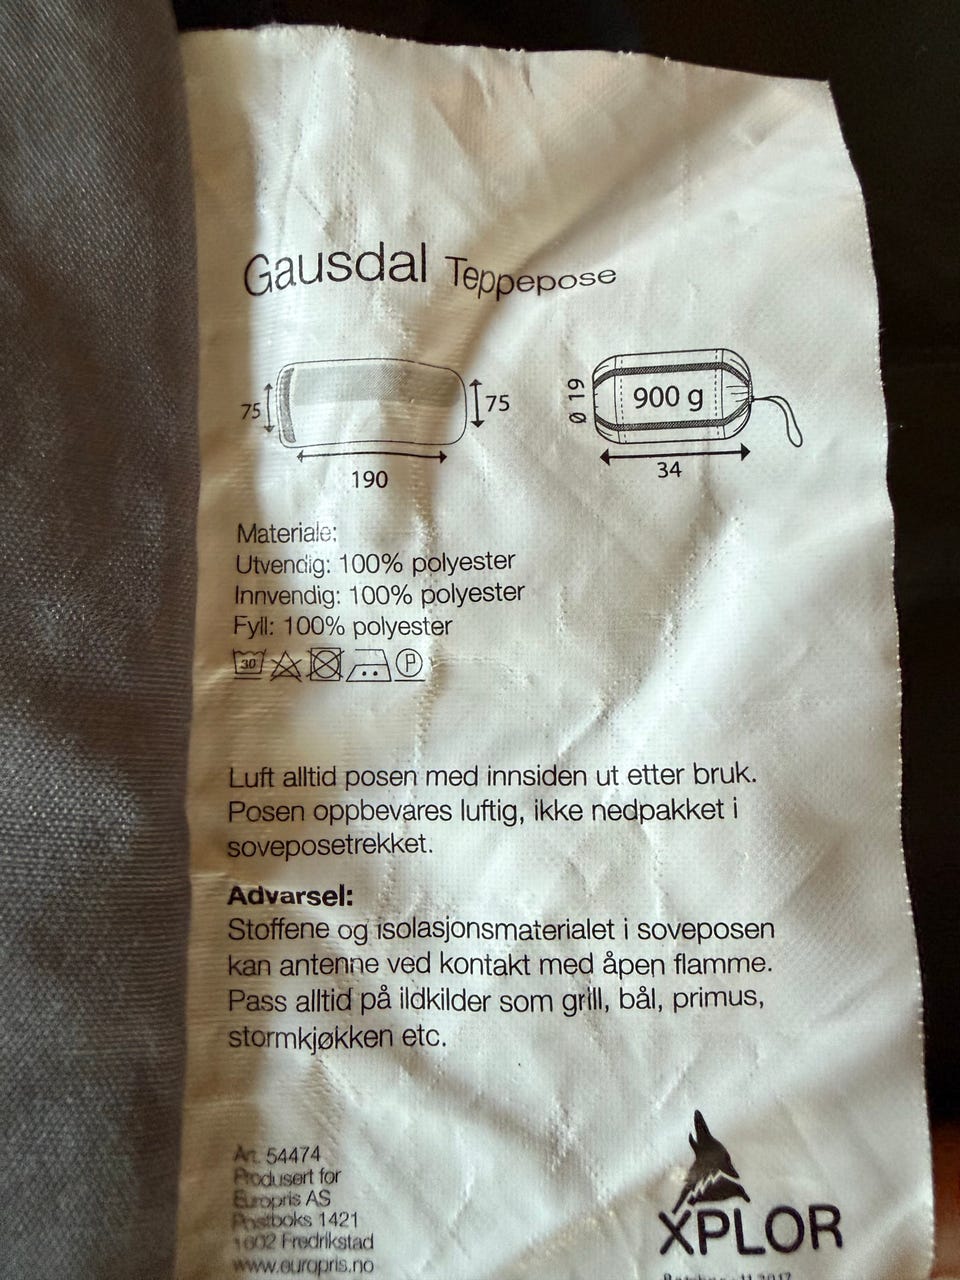 Gausdal Teppepose
75
75
190
Ø 19
900 g
34
Materiale:
Utvendig: 100% polyester
Innvendig: 100% polyester
Fyll: 100% polyester
30 P
Luft alltid posen med innsiden ut etter bruk.
Posen oppbevares luftig, ikke nedpakket i
soveposetrekket.
Advarsel:
Stoffene og isolasjonsmaterialet i soveposen
kan antenne ved kontakt med åpen flamme.
Pass alltid på ildkilder som grill, bål, primus,
stormkjøkken etc.
Art. 54474
Produsert for
Europris AS
Postboks 1421
1602 Fredrikstad
www.europris.no
XPLOR